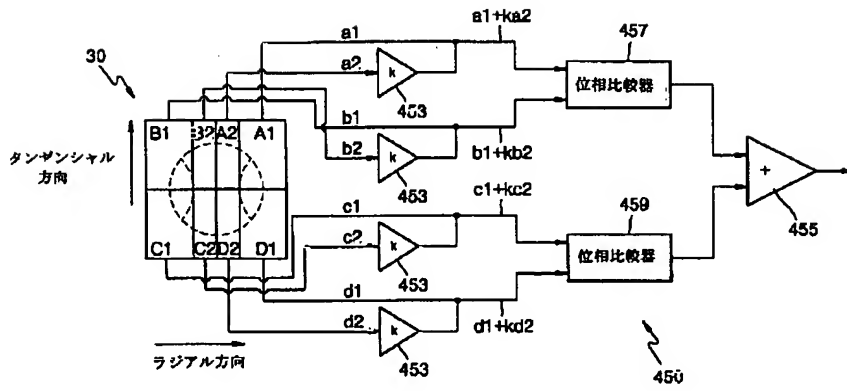 a1+ka2
a1
457
30
a2
k
位相比較器
453
B1
B2
A2
A1
b1
タンゼンシャル
方向
b2
k
b1+kb2
453
c1+kc2
+
459
455
c1
C1
C2
D2
D1
c2
k
位相比較器
453
d1
d2
k
d1+kd2
ラジアル方向
453
450